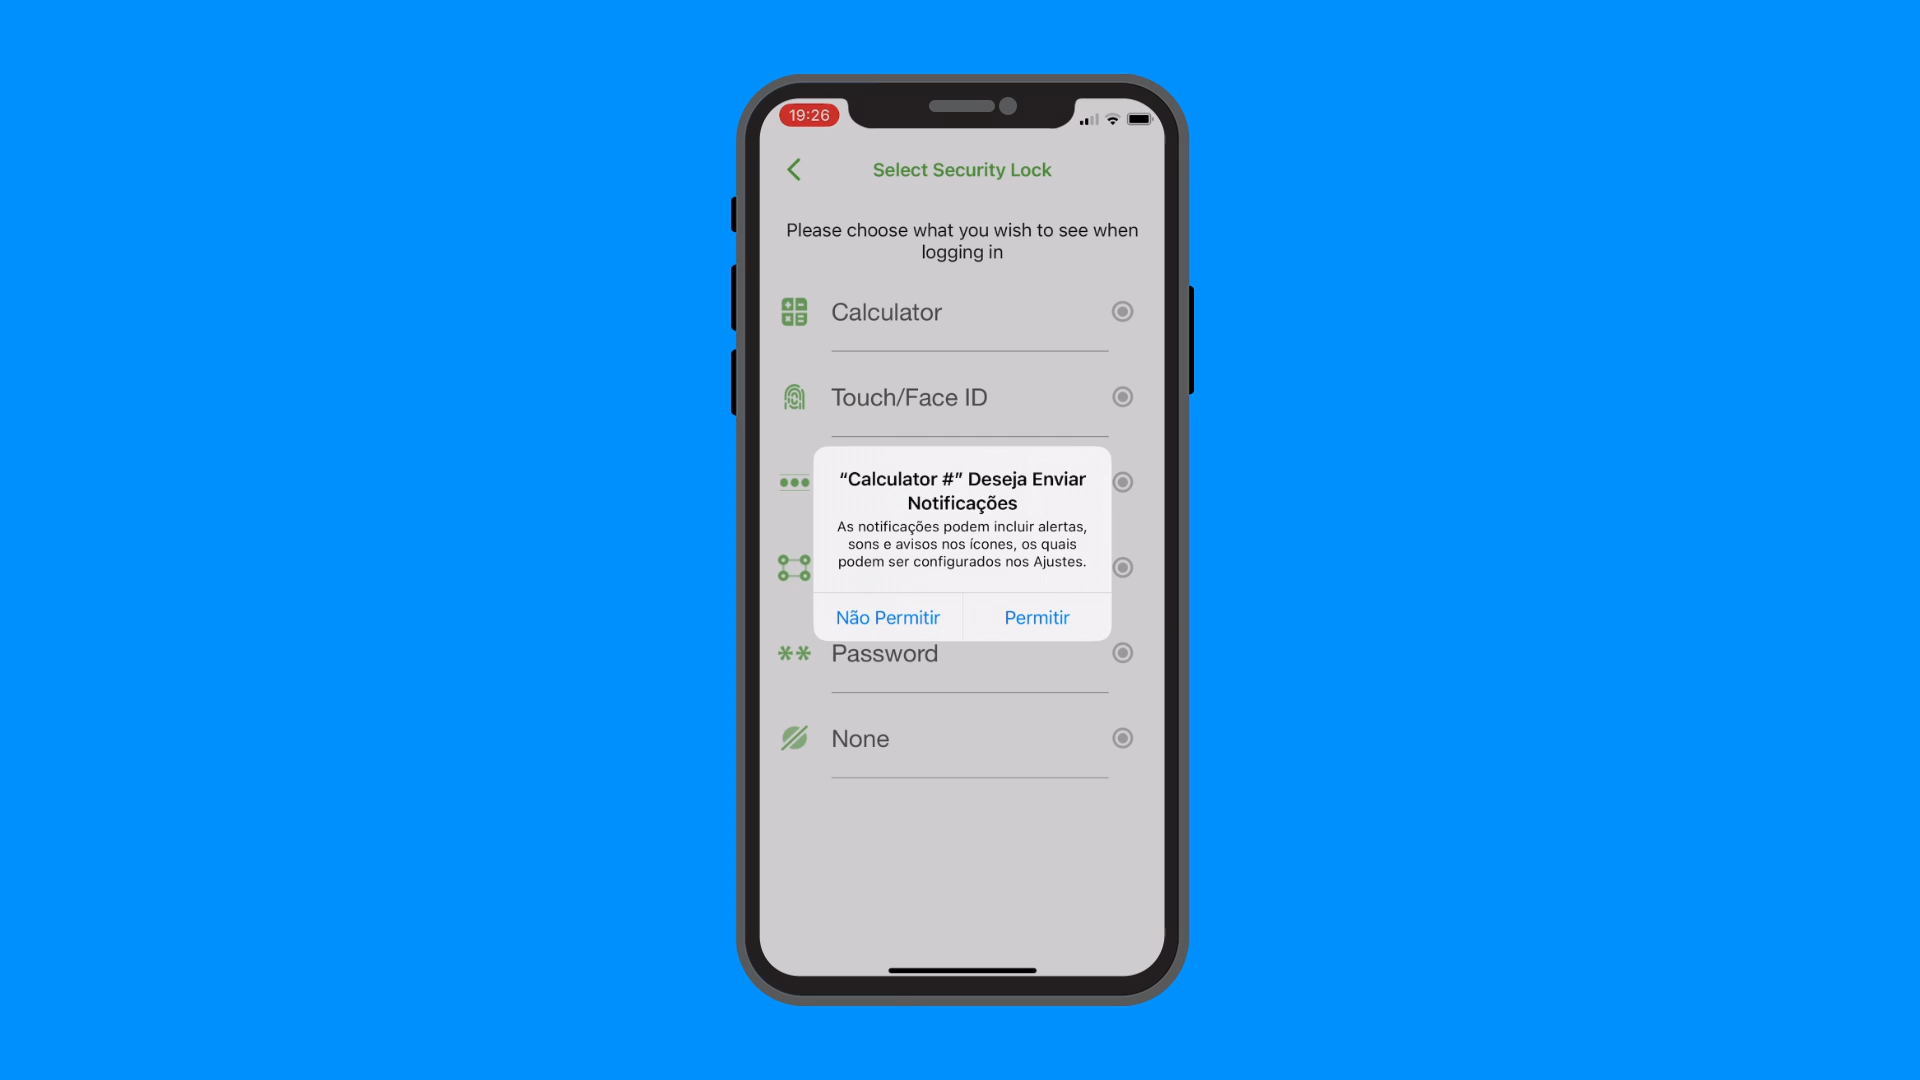 19:26
Select Security Lock
Please choose what you wish to see when
logging in
Calculator
Touch/Face ID
“Calculator #” Deseja Enviar
Notificações
As notificações podem incluir alertas,
sons e avisos nos ícones, os quais
podem ser configurados nos Ajustes.
Não Permitir
Permitir
Password
None